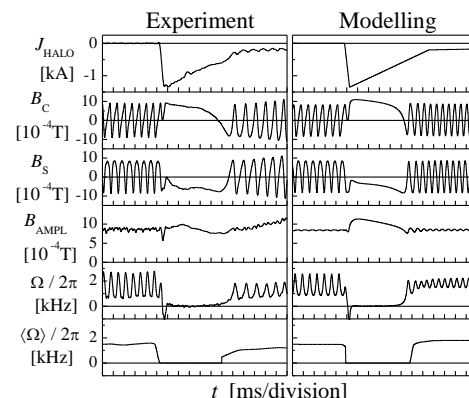 Experiment Modelling
J_HALO [kA] 0 -1
B_C [10⁻⁴T] 10 0 -10
B_S [10⁻⁴T] 10 0 -10
B_AMPL [10⁻⁴T] 10 5 0
Ω / 2π [kHz] 2 1 0
⟨Ω⟩ / 2π [kHz] 2 0
t [ms/division]